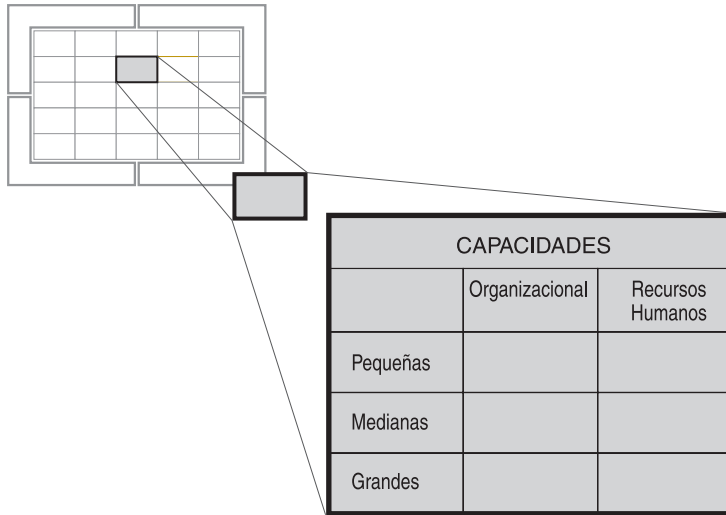 CAPACIDADES
Organizacional
Recursos
Humanos
Pequeñas
Medianas
Grandes